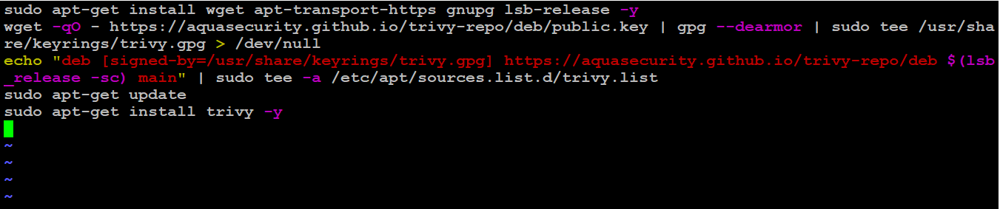 sudo apt-get install wget apt-transport-https gnupg lsb-release -y
wget -qO - https://aquasecurity.github.io/trivy-repo/deb/public.key | gpg --dearmor | sudo tee /usr/sha
re/keyrings/trivy.gpg > /dev/null
echo "deb [signed-by=/usr/share/keyrings/trivy.gpg] https://aquasecurity.github.io/trivy-repo/deb $(lsb
_release -sc) main" | sudo tee -a /etc/apt/sources.list.d/trivy.list
sudo apt-get update
sudo apt-get install trivy -y
~
~
~
~